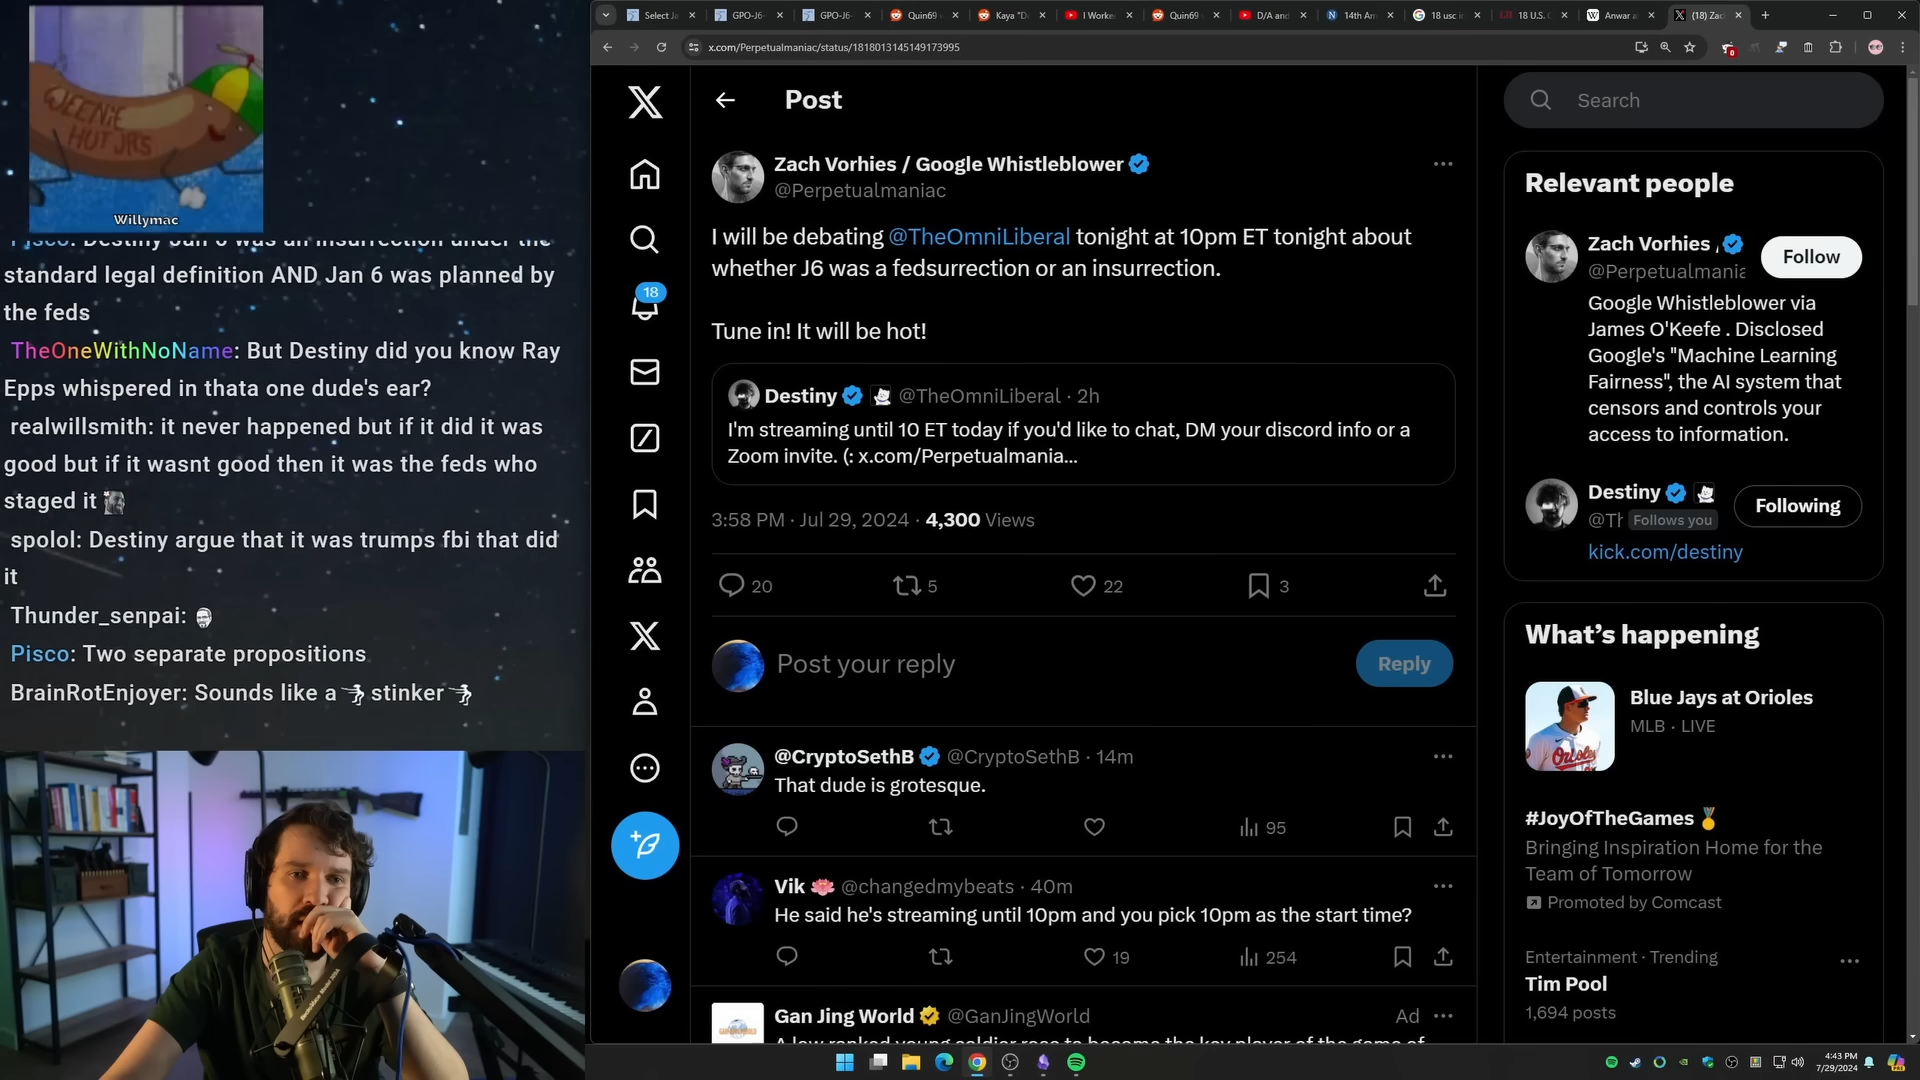 WEENIE
HUT JR'S
Willymac
Pisco: Destiny Jan 6 was an insurrection under the
standard legal definition AND Jan 6 was planned by
the feds
TheOneWithNoName: But Destiny did you know Ray
Epps whispered in thata one dude's ear?
realwillsmith: it never happened but if it did it was
good but if it wasnt good then it was the feds who
staged it
spolol: Destiny argue that it was trumps fbi that did
it
Thunder_senpai:
Pisco: Two separate propositions
BrainRotEnjoyer: Sounds like a stinker
Select Ja
GPO-J6-
GPO-J6-
Quin69
Kaya "D
I Worke
Quin69
D/A and
14th Am
18 usc
18 U.S.
Anwar a
(18) Zac
x.com/Perpetualmaniac/status/1818013145149173995
0
18
Post
Zach Vorhies / Google Whistleblower
@Perpetualmaniac
I will be debating @TheOmniLiberal tonight at 10pm ET tonight about
whether J6 was a fedsurrection or an insurrection.
Tune in! It will be hot!
Destiny @TheOmniLiberal · 2h
I'm streaming until 10 ET today if you'd like to chat, DM your discord info or a
Zoom invite. (: x.com/Perpetualmania...
3:58 PM · Jul 29, 2024 · 4,300 Views
20 5 22 3
Post your reply
Reply
@CryptoSethB @CryptoSethB · 14m
That dude is grotesque.
95
Vik @changedmybeats · 40m
He said he's streaming until 10pm and you pick 10pm as the start time?
19 254
Gan Jing World @GanJingWorld Ad
A low ranked young soldier rose to become the key player of the game of
Search
Relevant people
Zach Vorhies
@Perpetualmania
Follow
Google Whistleblower via
James O'Keefe . Disclosed
Google's "Machine Learning
Fairness", the AI system that
censors and controls your
access to information.
Destiny
@Th Follows you
Following
kick.com/destiny
What's happening
Blue Jays at Orioles
MLB · LIVE
#JoyOfTheGames
Bringing Inspiration Home for the
Team of Tomorrow
Promoted by Comcast
Entertainment · Trending
Tim Pool
1,694 posts
4:43 PM
7/29/2024